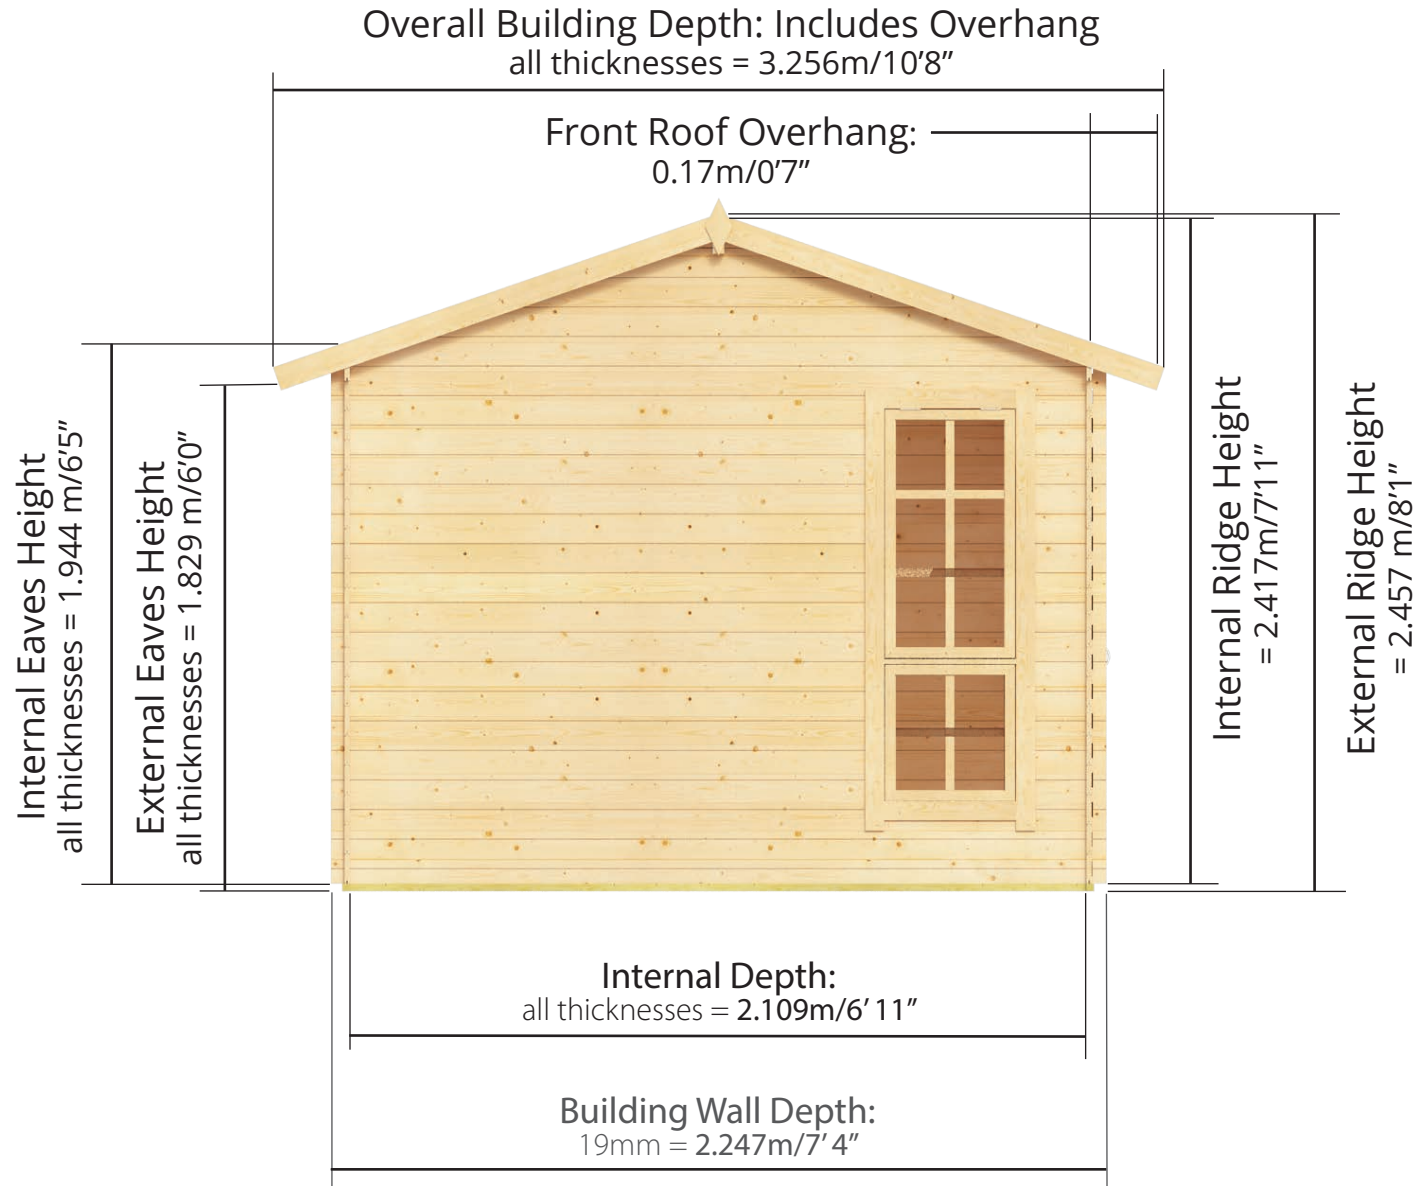 Overall Building Depth: Includes Overhang
all thicknesses = 3.256m/10’8”
Front Roof Overhang:
0.17m/0’7”
Internal Eaves Height
all thicknesses = 1.944 m/6’5”
External Eaves Height
all thicknesses = 1.829 m/6’0”
Internal Ridge Height
= 2.417m/7’11”
External Ridge Height
= 2.457 m/8’1”
Internal Depth:
all thicknesses = 2.109m/6’ 11”
Building Wall Depth:
19mm = 2.247m/7’ 4”